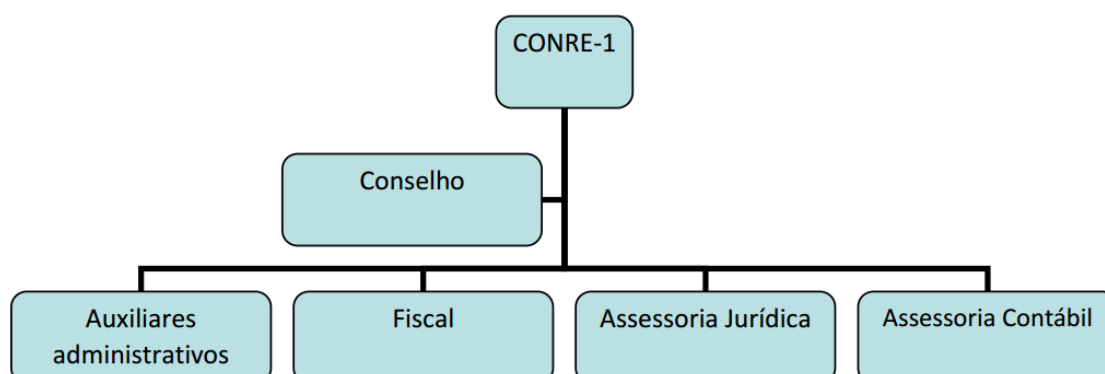 CONRE-1
Conselho
Auxiliares
administrativos
Fiscal
Assessoria Jurídica
Assessoria Contábil